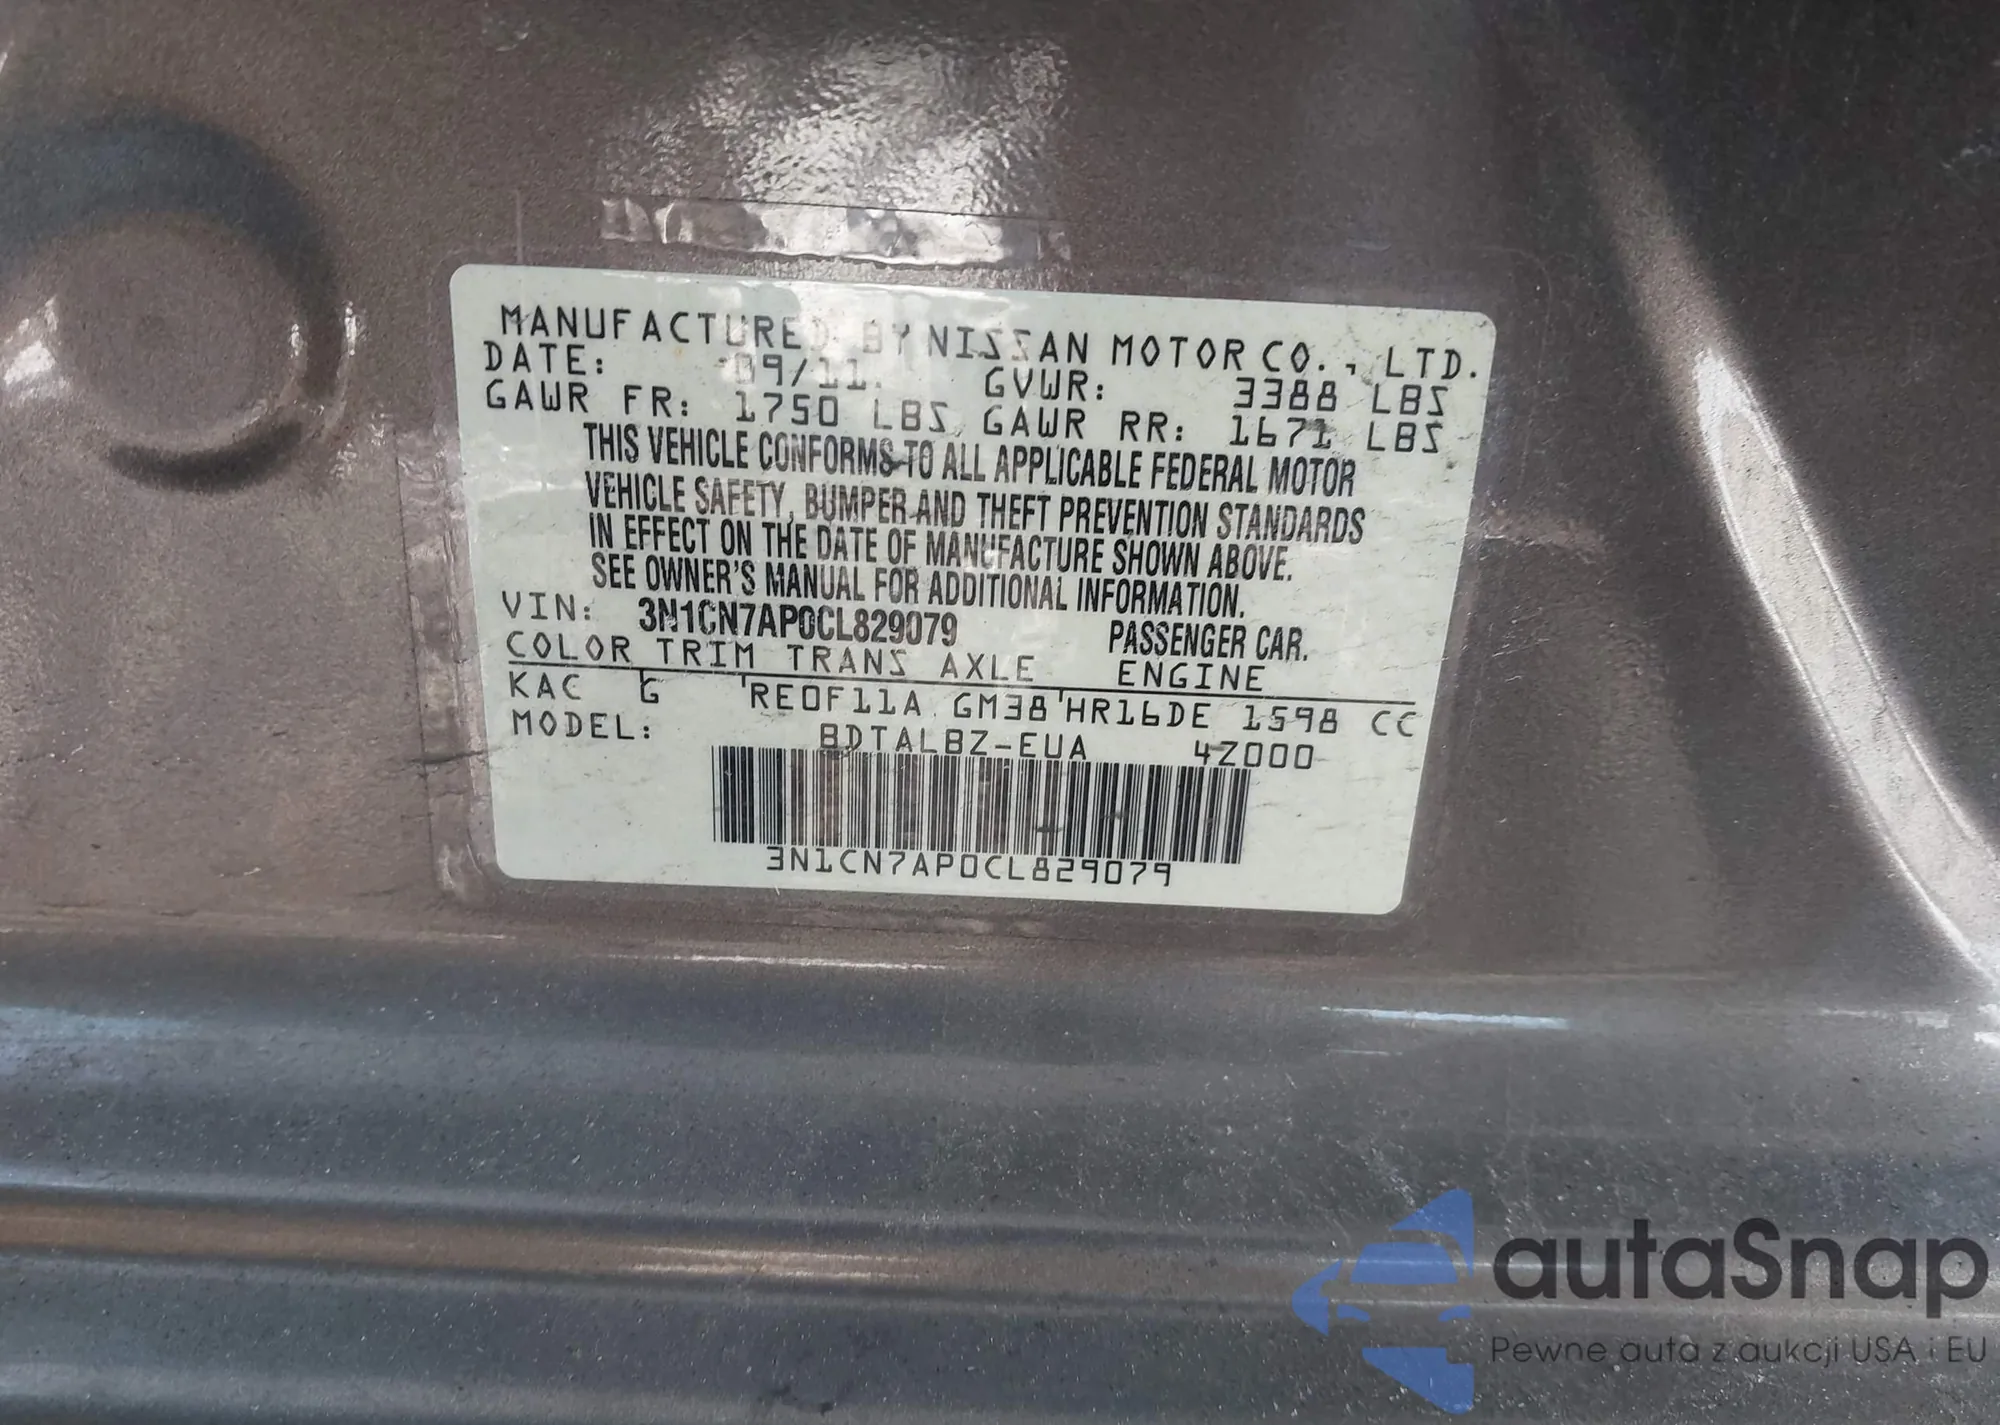 MANUFACTURED BY NISSAN MOTOR CO., LTD.
DATE: 09/11 GVWR: 3388 LBS
GAWR FR: 1750 LBS GAWR RR: 1671 LBS
THIS VEHICLE CONFORMS TO ALL APPLICABLE FEDERAL MOTOR
VEHICLE SAFETY, BUMPER AND THEFT PREVENTION STANDARDS
IN EFFECT ON THE DATE OF MANUFACTURE SHOWN ABOVE.
SEE OWNER'S MANUAL FOR ADDITIONAL INFORMATION.
VIN: 3N1CN7AP0CL829079 PASSENGER CAR.
COLOR TRIM TRANS AXLE ENGINE
KAC G RE0F11A GM38 HR16DE 1598 CC
MODEL: BDTALBZ-EUA 4Z000
3N1CN7AP0CL829079
autaSnap
Pewne auta z aukcji USA i EU